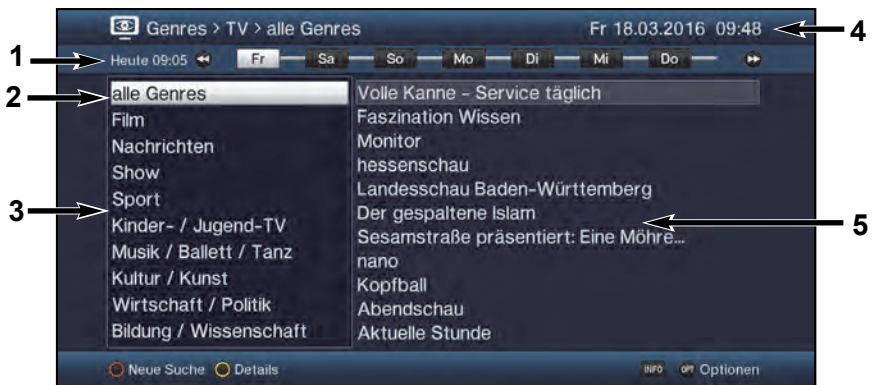 Genres > TV > alle Genres
Fr 18.03.2016 09:48
4
1
Heute 09:05
Fr
Sa
So
Mo
Di
Mi
Do
2
alle Genres
Film
Nachrichten
Show
3
Sport
Kinder- / Jugend-TV
Musik / Ballett / Tanz
Kultur / Kunst
Wirtschaft / Politik
Bildung / Wissenschaft
Volle Kanne - Service täglich
Faszination Wissen
Monitor
hessenschau
Landesschau Baden-Württemberg
Der gespaltene Islam
5
Sesamstraße präsentiert: Eine Möhre...
nano
Kopfball
Abendschau
Aktuelle Stunde
Neue Suche
Details
INFO
OPT Optionen